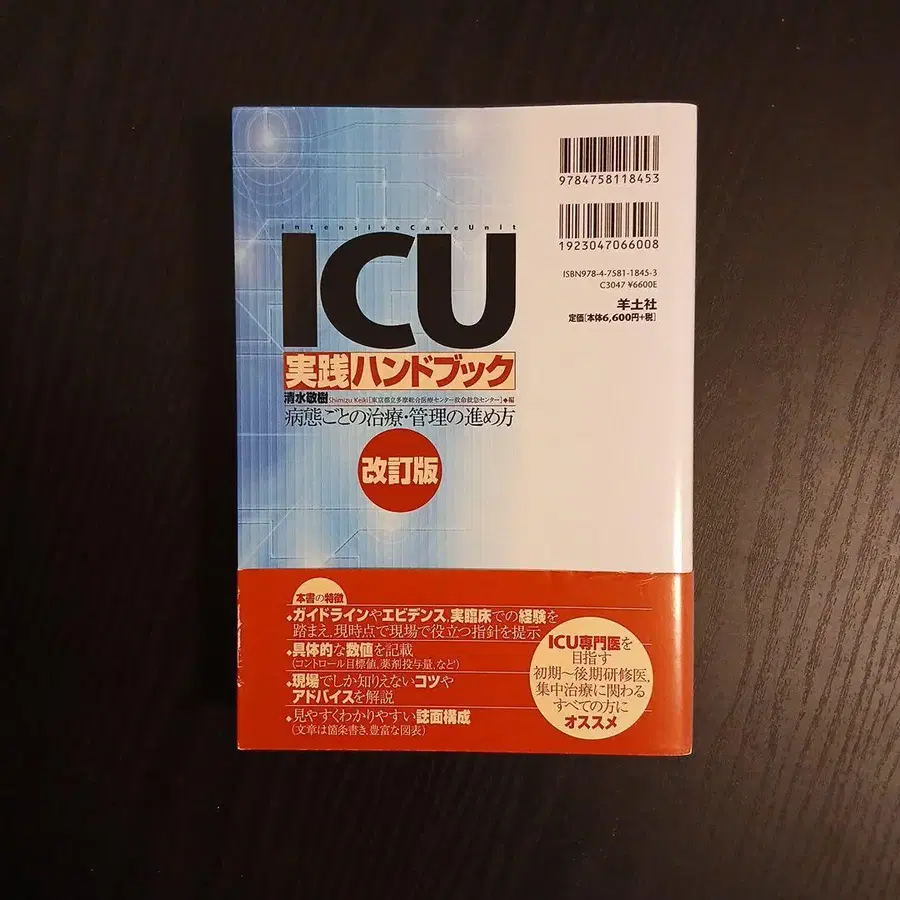 IntensiveCareUnit
ICU
実践ハンドブック
清水敬樹 Shimizu Keiki[東京都立多摩総合医療センター救命救急センター]◆編
病態ごとの治療・管理の進め方
改訂版
9784758118453
1923047066008
ISBN978-4-7581-1845-3
C3047 ¥6600E
羊土社
定価[本体6,600円+税]
本書の特徴
◆ガイドラインやエビデンス,実臨床での経験を
踏まえ,現時点で現場で役立つ指針を提示
◆具体的な数値を記載
(コントロール目標値,薬剤投与量,など)
◆現場でしか知りえないコツや
アドバイスを解説
◆見やすくわかりやすい誌面構成
(文章は箇条書き,豊富な図表)
ICU専門医を
目指す
初期〜後期研修医,
集中治療に関わる
すべての方に
オススメ